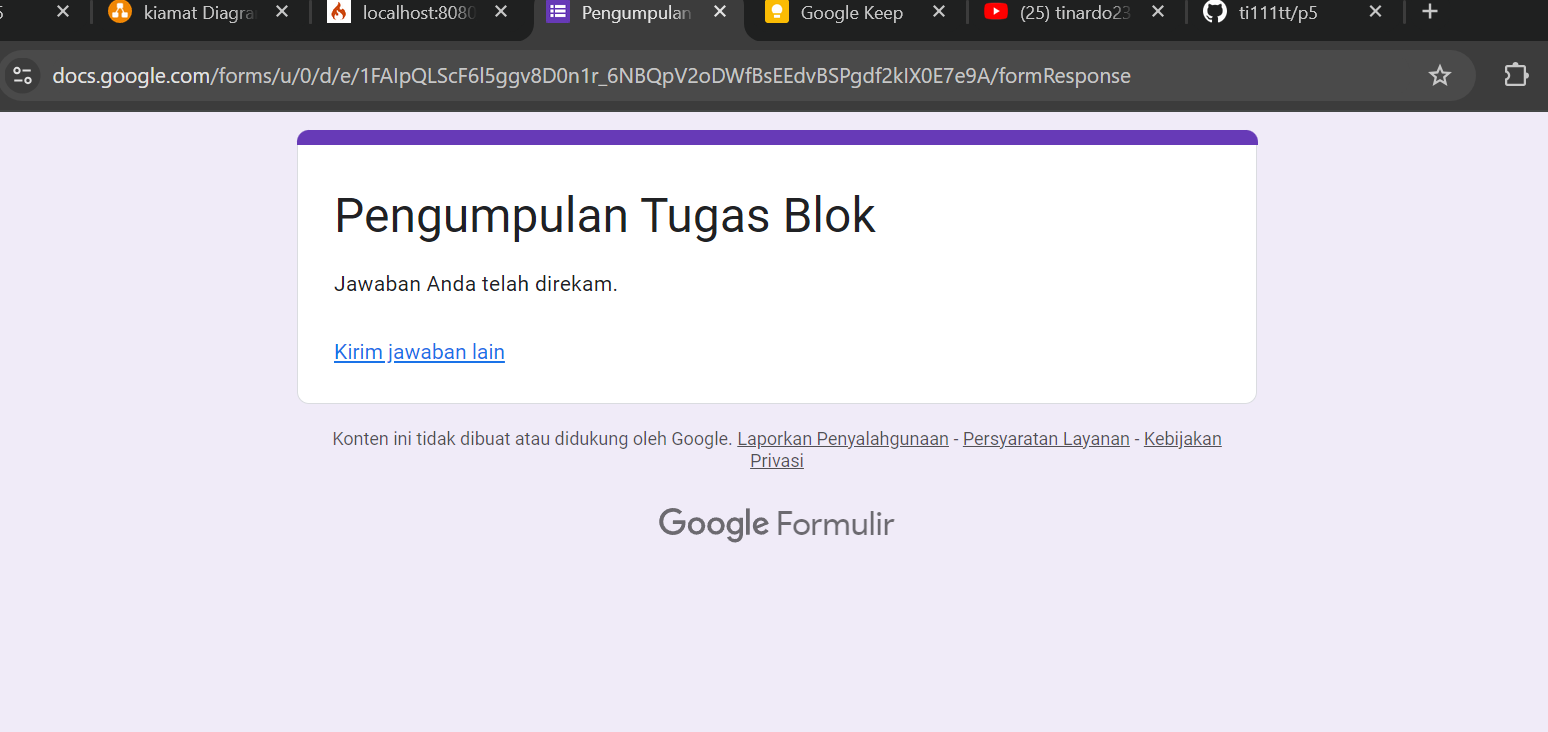 kiamat Diagra
localhost:8080
Pengumpulan
Google Keep
(25) tinardo23
ti111tt/p5
docs.google.com/forms/u/0/d/e/1FAIpQLScF6l5ggv8D0n1r_6NBQpV2oDWfBsEEdvBSPgdf2kIX0E7e9A/formResponse
Pengumpulan Tugas Blok
Jawaban Anda telah direkam.
Kirim jawaban lain
Konten ini tidak dibuat atau didukung oleh Google. Laporkan Penyalahgunaan - Persyaratan Layanan - Kebijakan
Privasi
Google Formulir